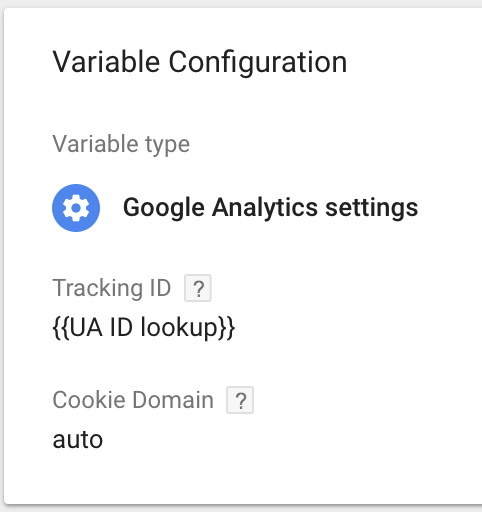 Variable Configuration
Variable type
Google Analytics settings
Tracking ID ?
{{UA ID lookup}}
Cookie Domain ?
auto